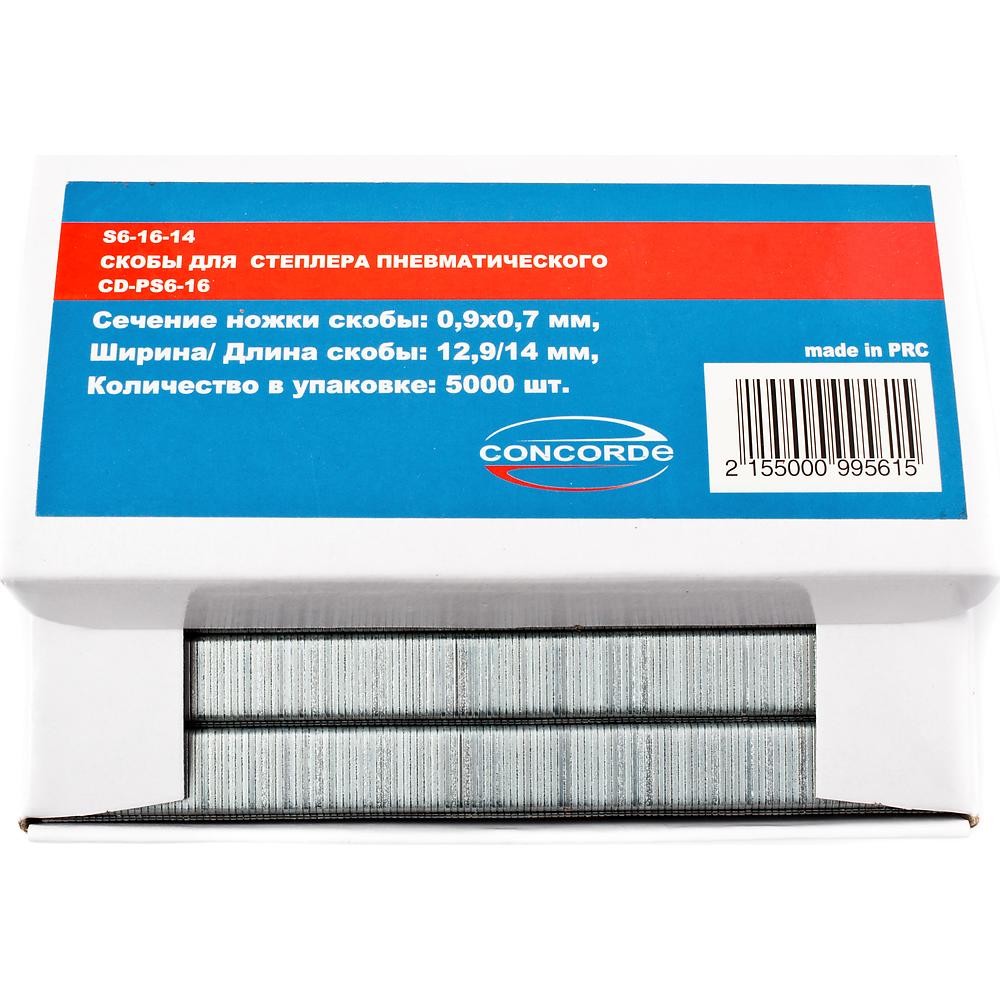 S6-16-14
СКОБЫ ДЛЯ СТЕПЛЕРА ПНЕВМАТИЧЕСКОГО
CD-PS6-16
Сечение ножки скобы: 0,9х0,7 мм,
Ширина/ Длина скобы: 12,9/14 мм,
Количество в упаковке: 5000 шт.
made in PRC
CONCORDe
2 155000 995615